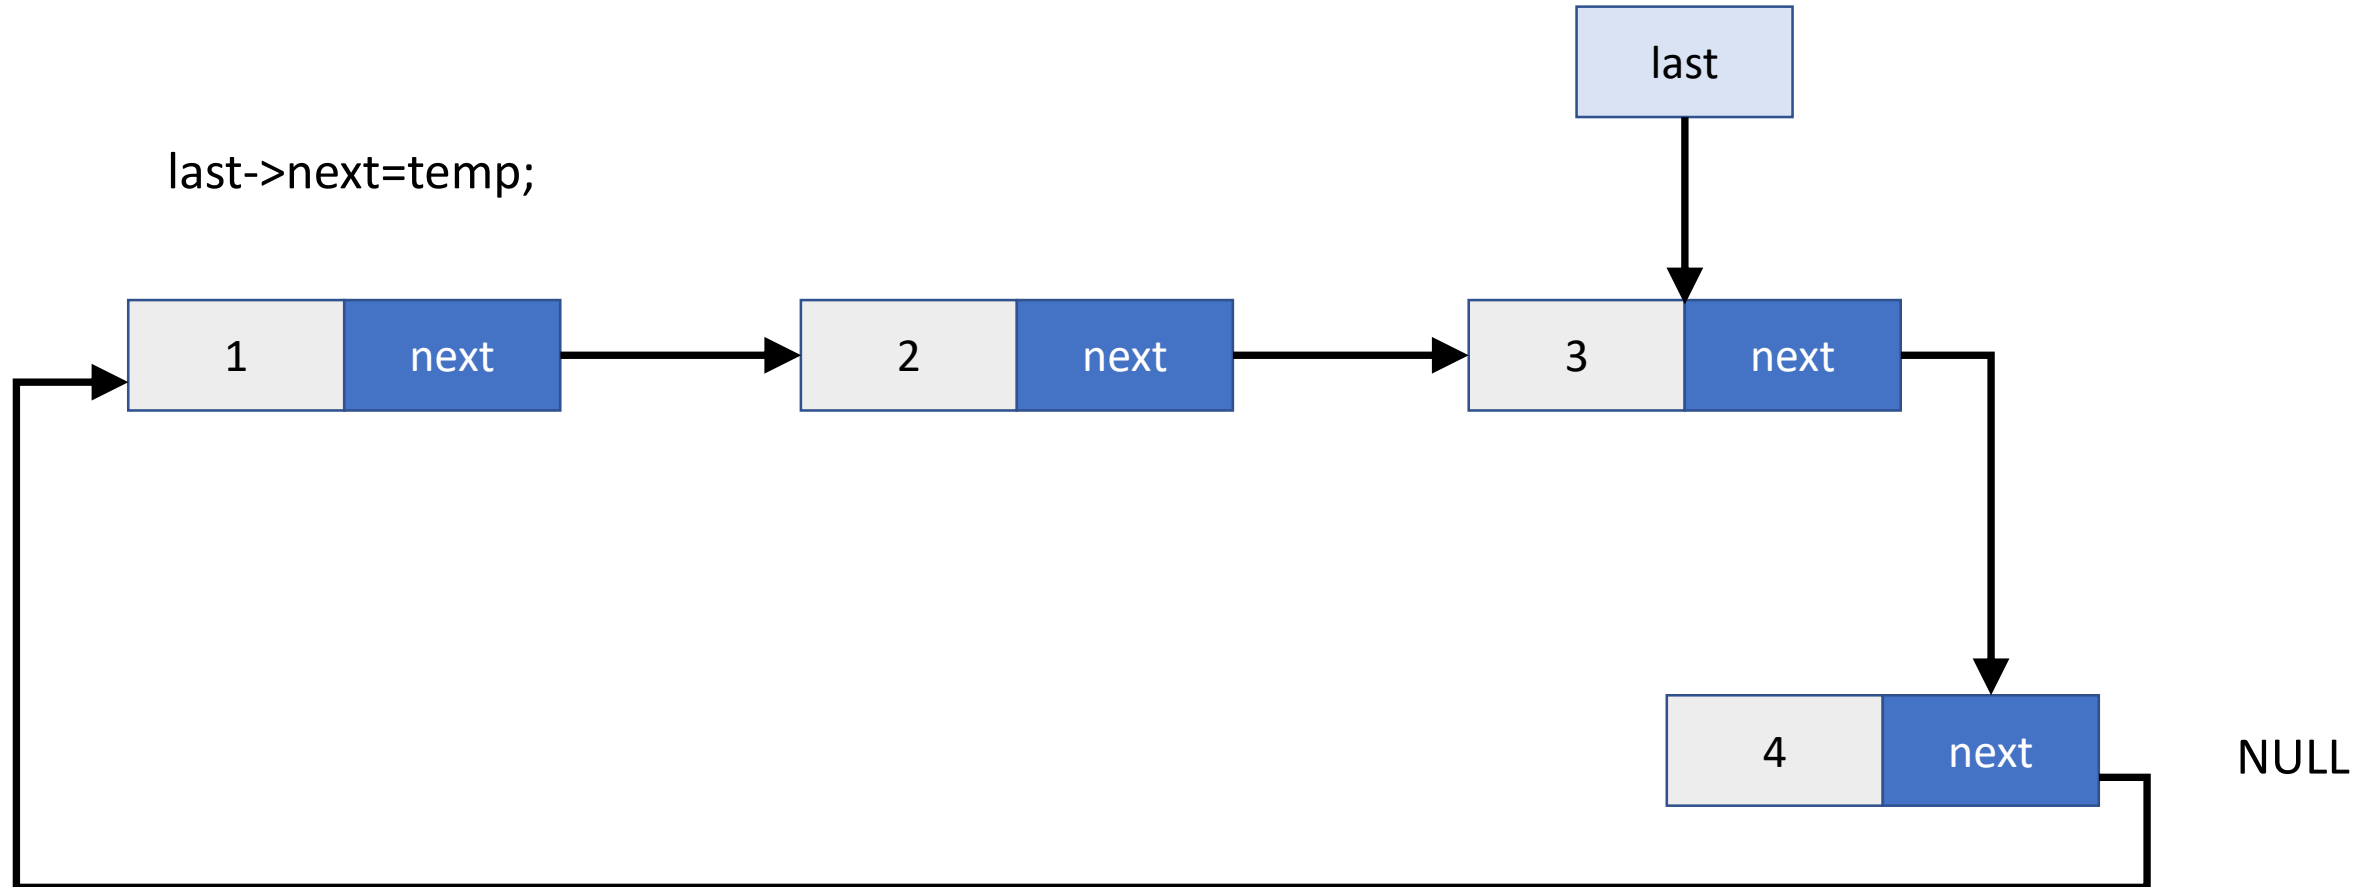 last
last->next=temp;
1 next 2 next 3 next
4 next NULL